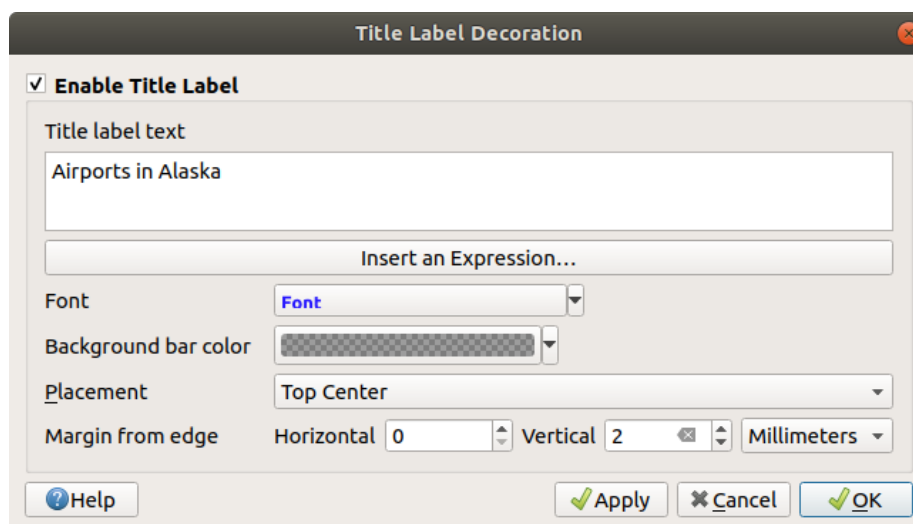 Title Label Decoration
Enable Title Label
Title label text
Airports in Alaska
Insert an Expression…
Font Font
Background bar color
Placement Top Center
Margin from edge Horizontal 0 Vertical 2 Millimeters
Help Apply Cancel OK